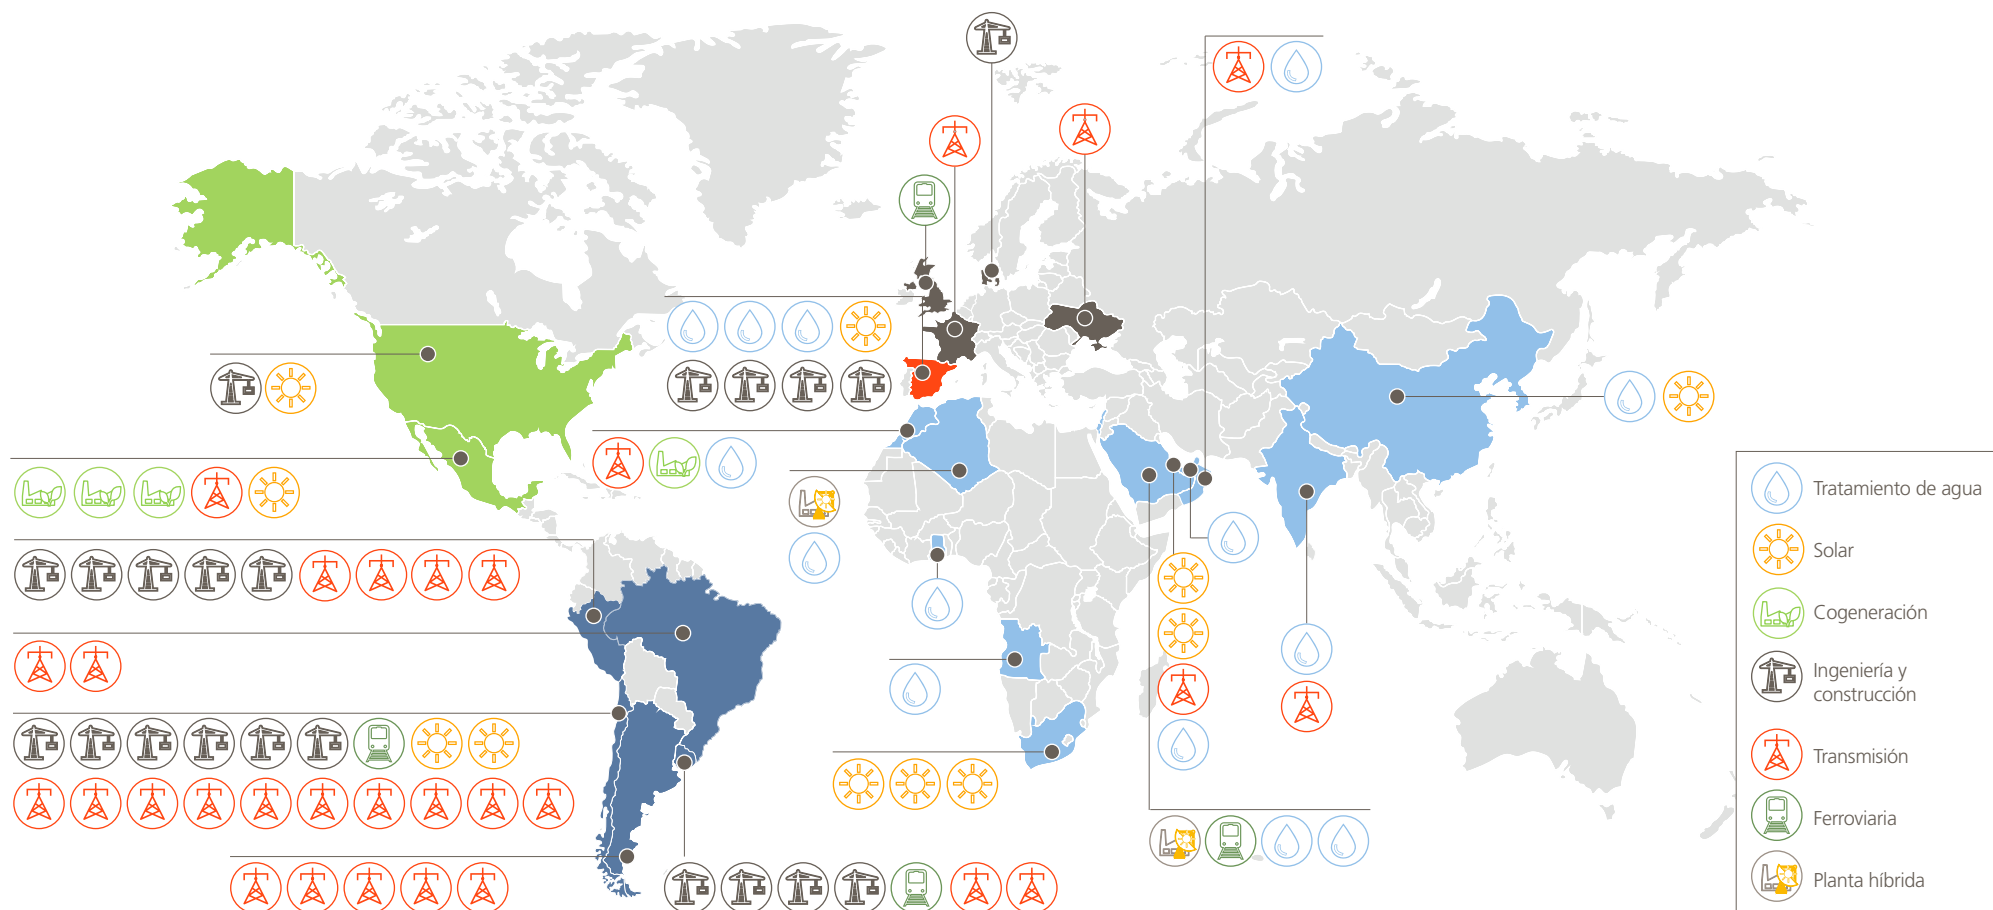 Tratamiento de agua
Solar
Cogeneración
Ingeniería y
construcción
Transmisión
Ferroviaria
Planta híbrida